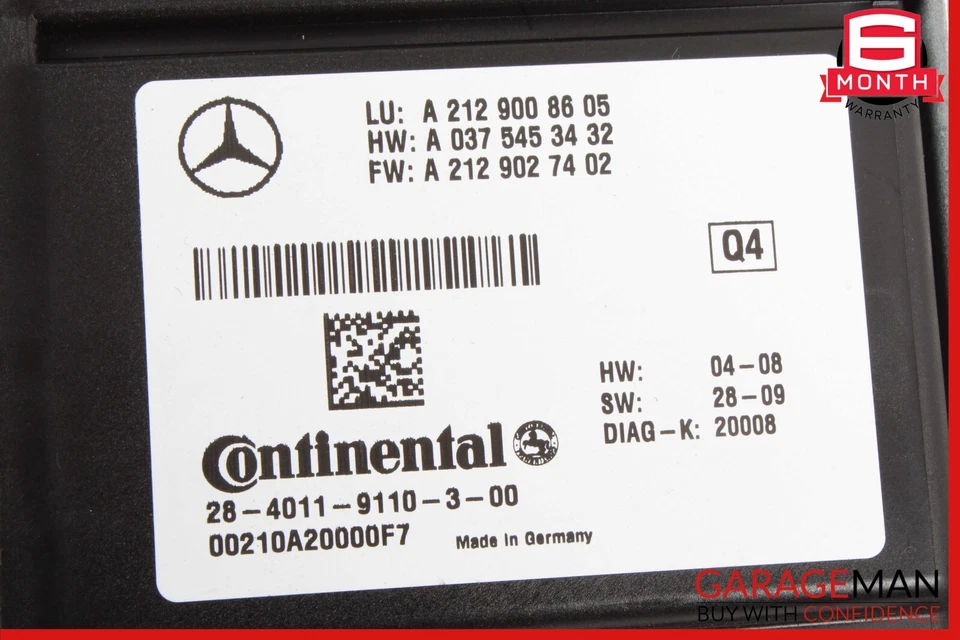 6
MONTH
WARRANTY
LU: A 212 900 86 05
HW: A 037 545 34 32
FW: A 212 902 74 02
Q4
HW: 04-08
SW: 28-09
DIAG-K: 20008
Continental
28-4011-9110-3-00
00210A20000F7
Made in Germany
GARAGEMAN
BUY WITH CONFIDENCE